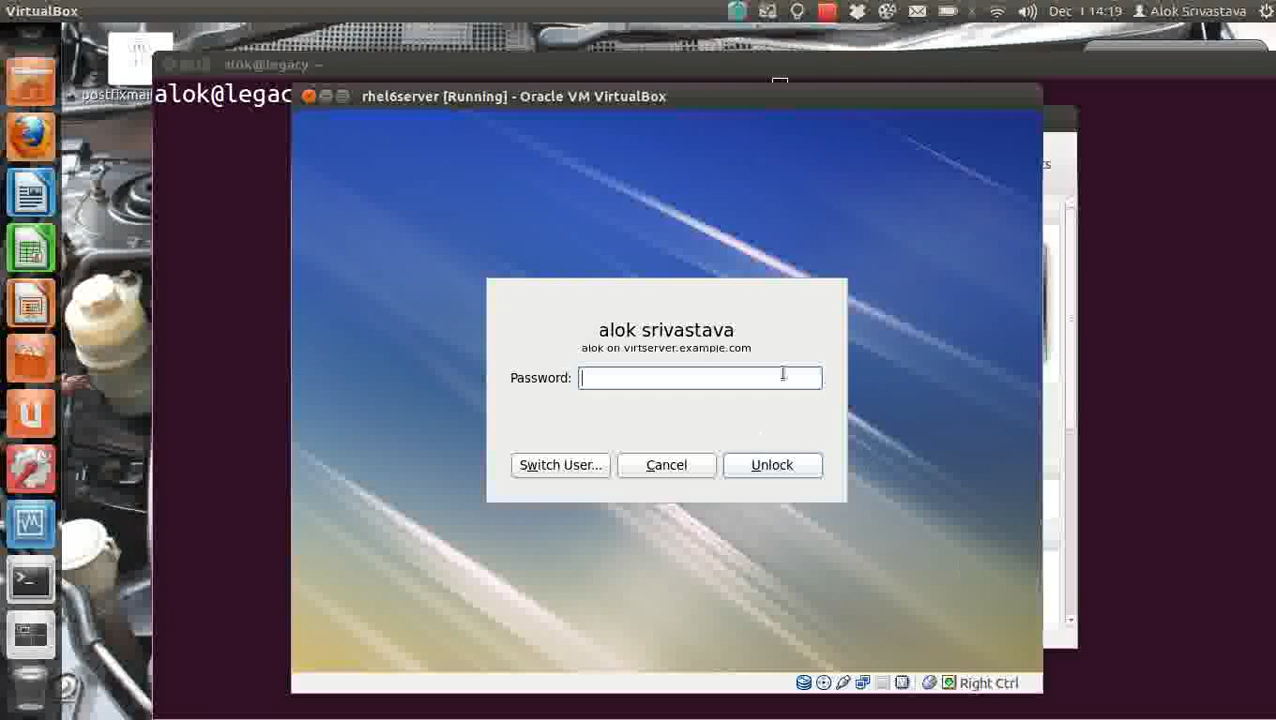 VirtualBox
Dec 1 14:19 Alok Srivastava
postfixmail
alok@legacy ~
alok@legac
rhel6server [Running] - Oracle VM VirtualBox
ts
alok srivastava
alok on virtserver.example.com
Password:
Switch User... Cancel Unlock
Right Ctrl